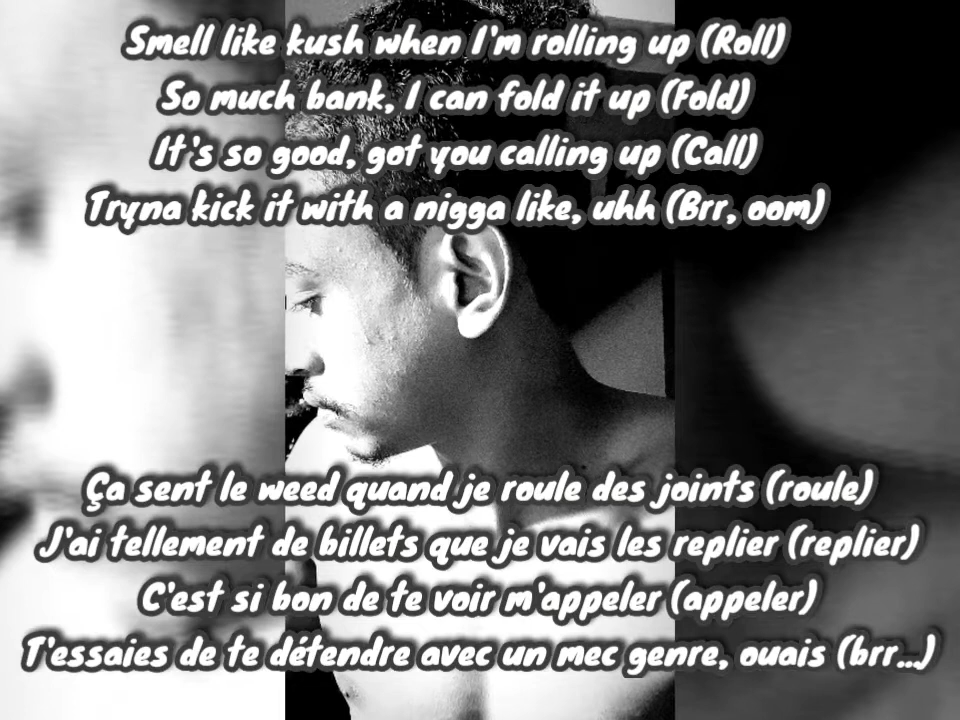 Smell like kush when I'm rolling up (Roll)
So much bank, I can fold it up (Fold)
It's so good, got you calling up (Call)
Tryna kick it with a nigga like, uhh (Brr, oom)
Ça sent le weed quand je roule des joints (roule)
J'ai tellement de billets que je vais les replier (replier)
C'est si bon de te voir m'appeler (appeler)
T'essaies de te détendre avec un mec genre, ouais (brr...)